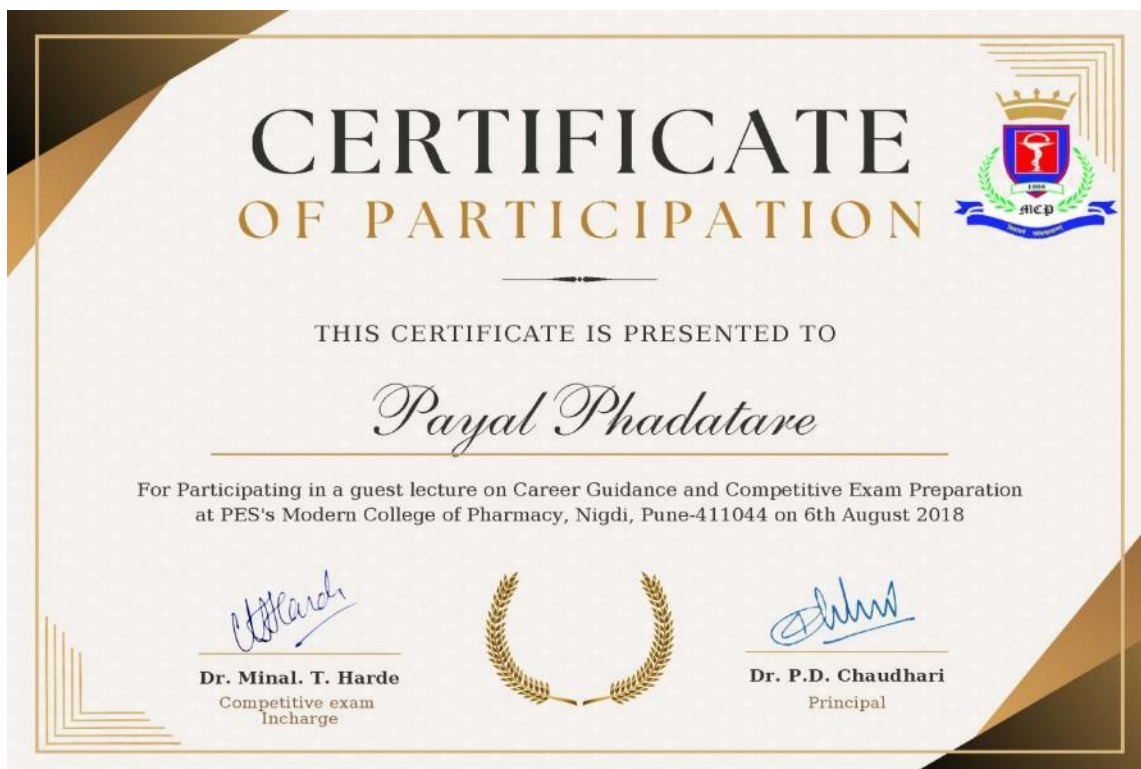 CERTIFICATE
OF PARTICIPATION
MCP
THIS CERTIFICATE IS PRESENTED TO
Payal Phadatare
For Participating in a guest lecture on Career Guidance and Competitive Exam Preparation
at PES's Modern College of Pharmacy, Nigdi, Pune-411044 on 6th August 2018
Dr. Minal. T. Harde
Competitive exam
Incharge
Dr. P.D. Chaudhari
Principal